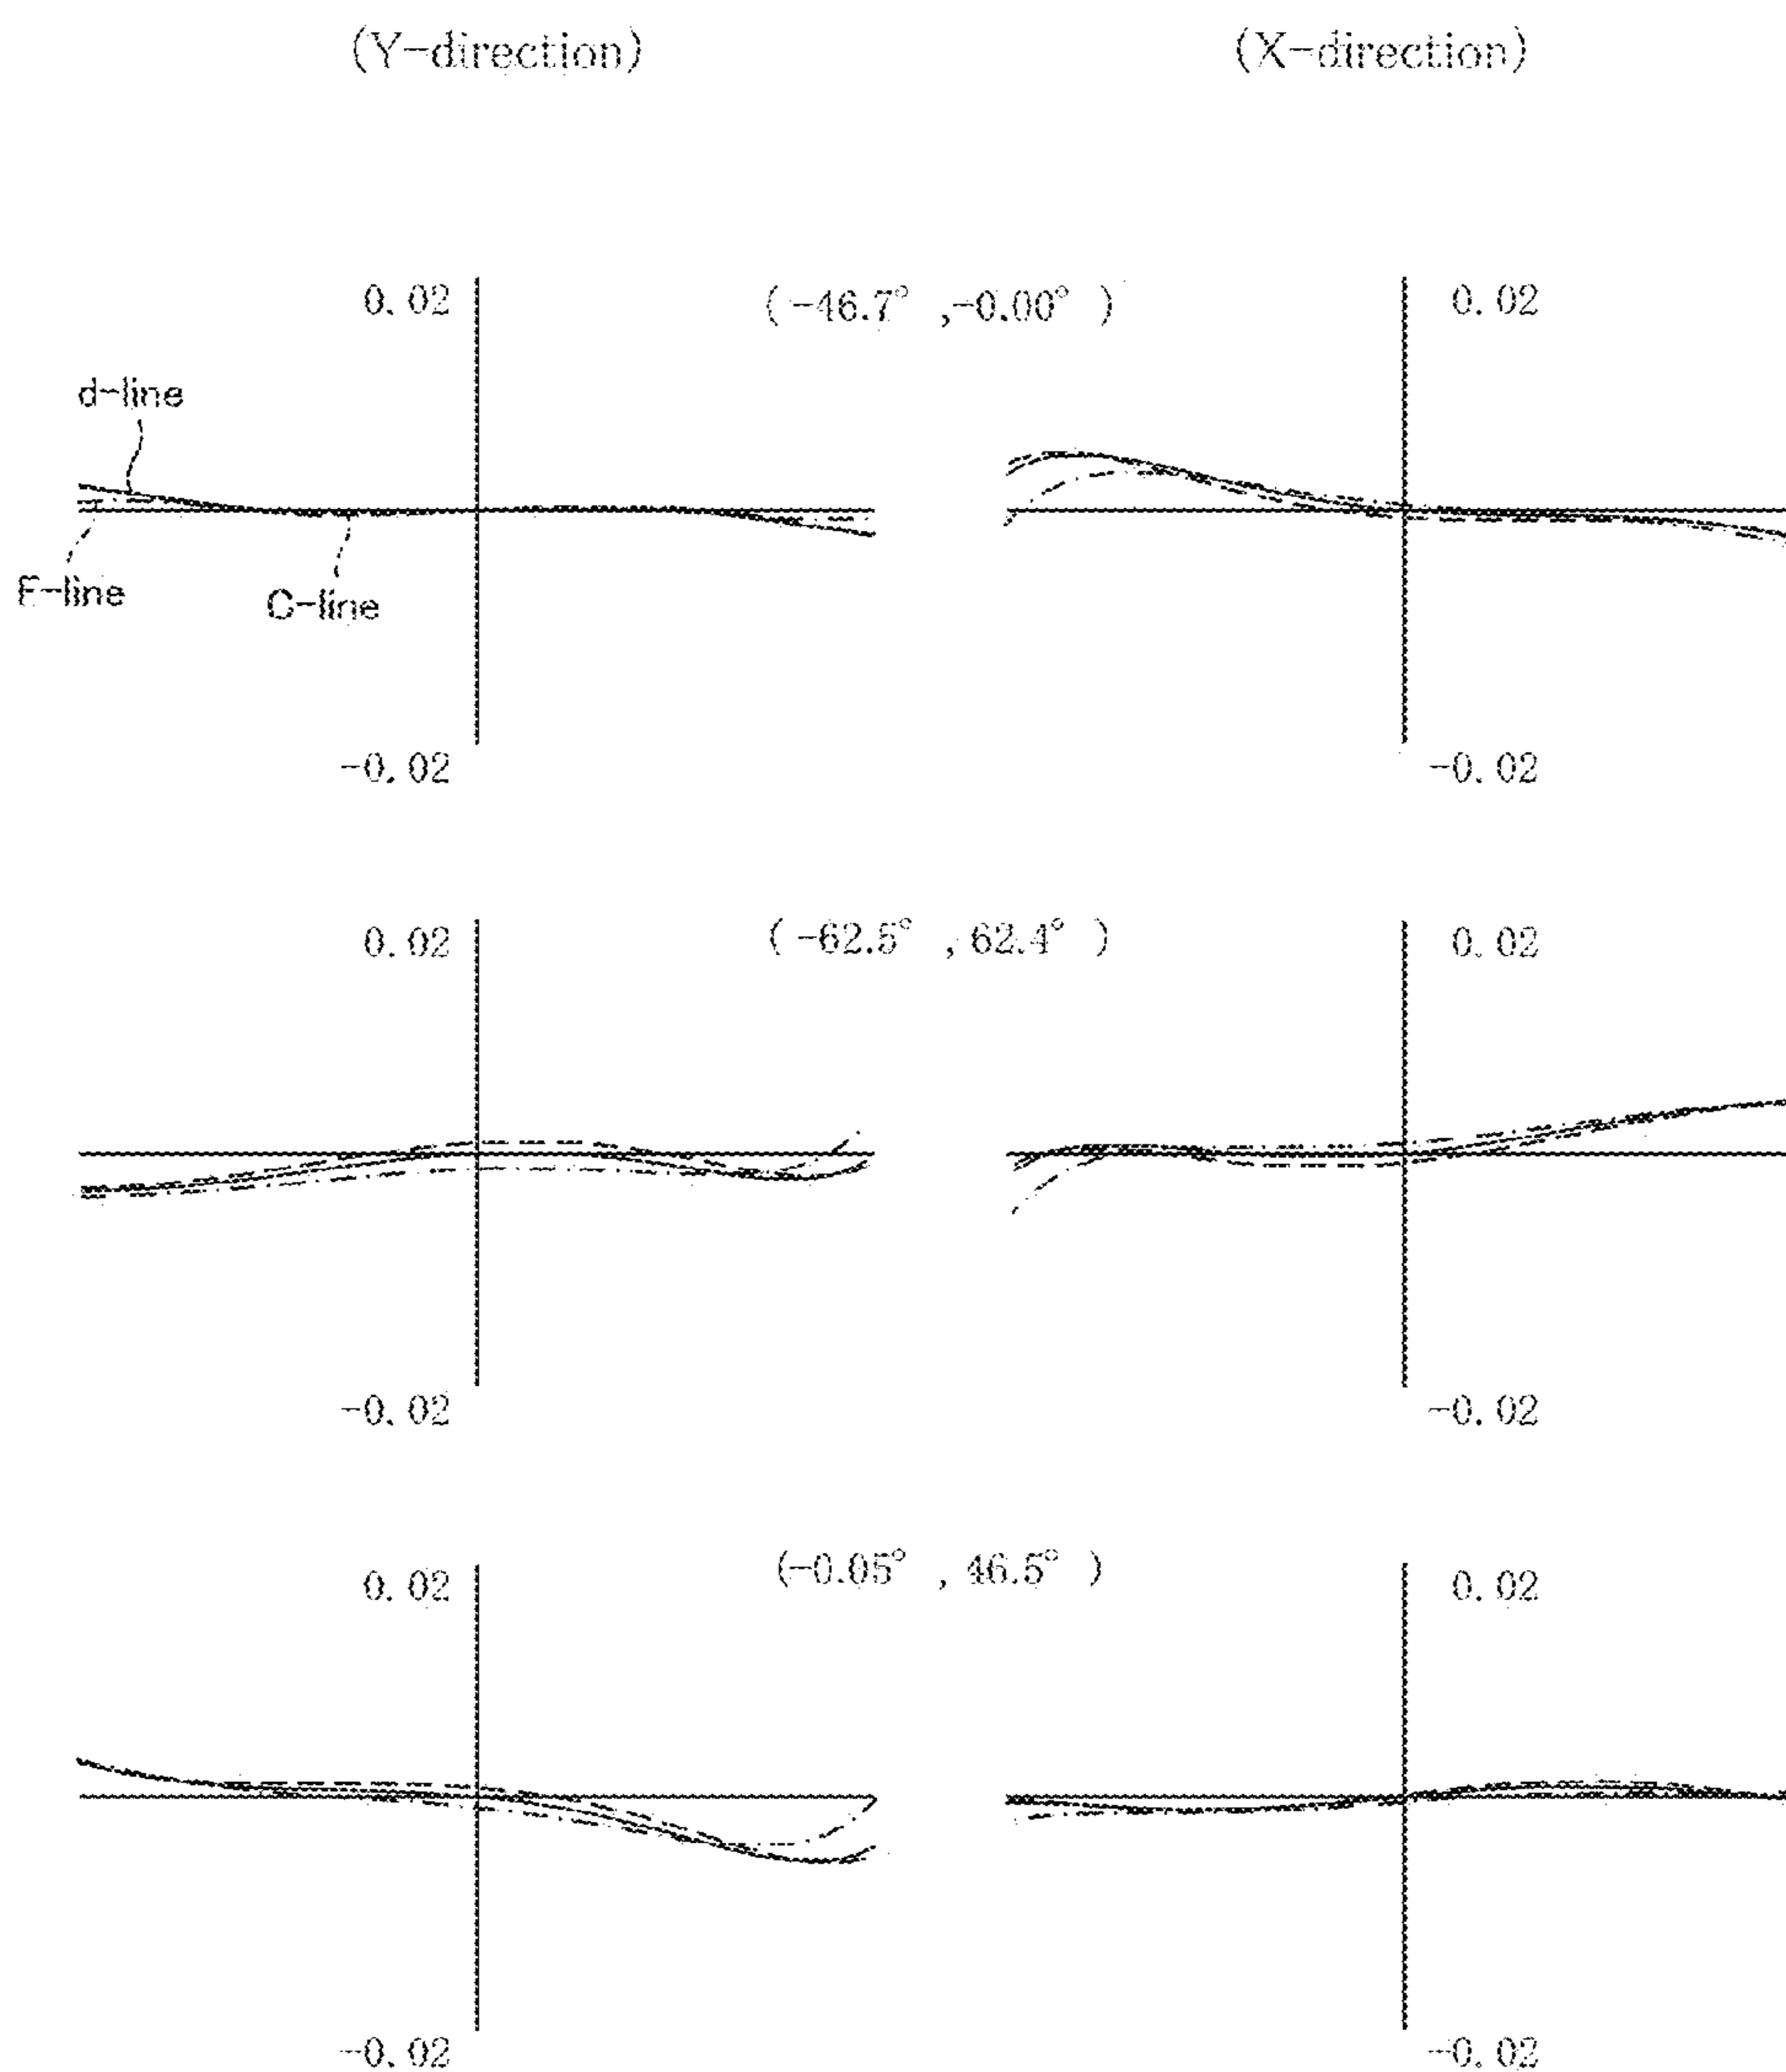 (Y-direction) (X-direction)
0.02 (-46.7° ,-0.00° ) 0.02
d-line
F-line C-line
-0.02 -0.02
0.02 (-62.5° , 62.4° ) 0.02
-0.02 -0.02
0.02 (-0.05° , 46.5° ) 0.02
-0.02 -0.02